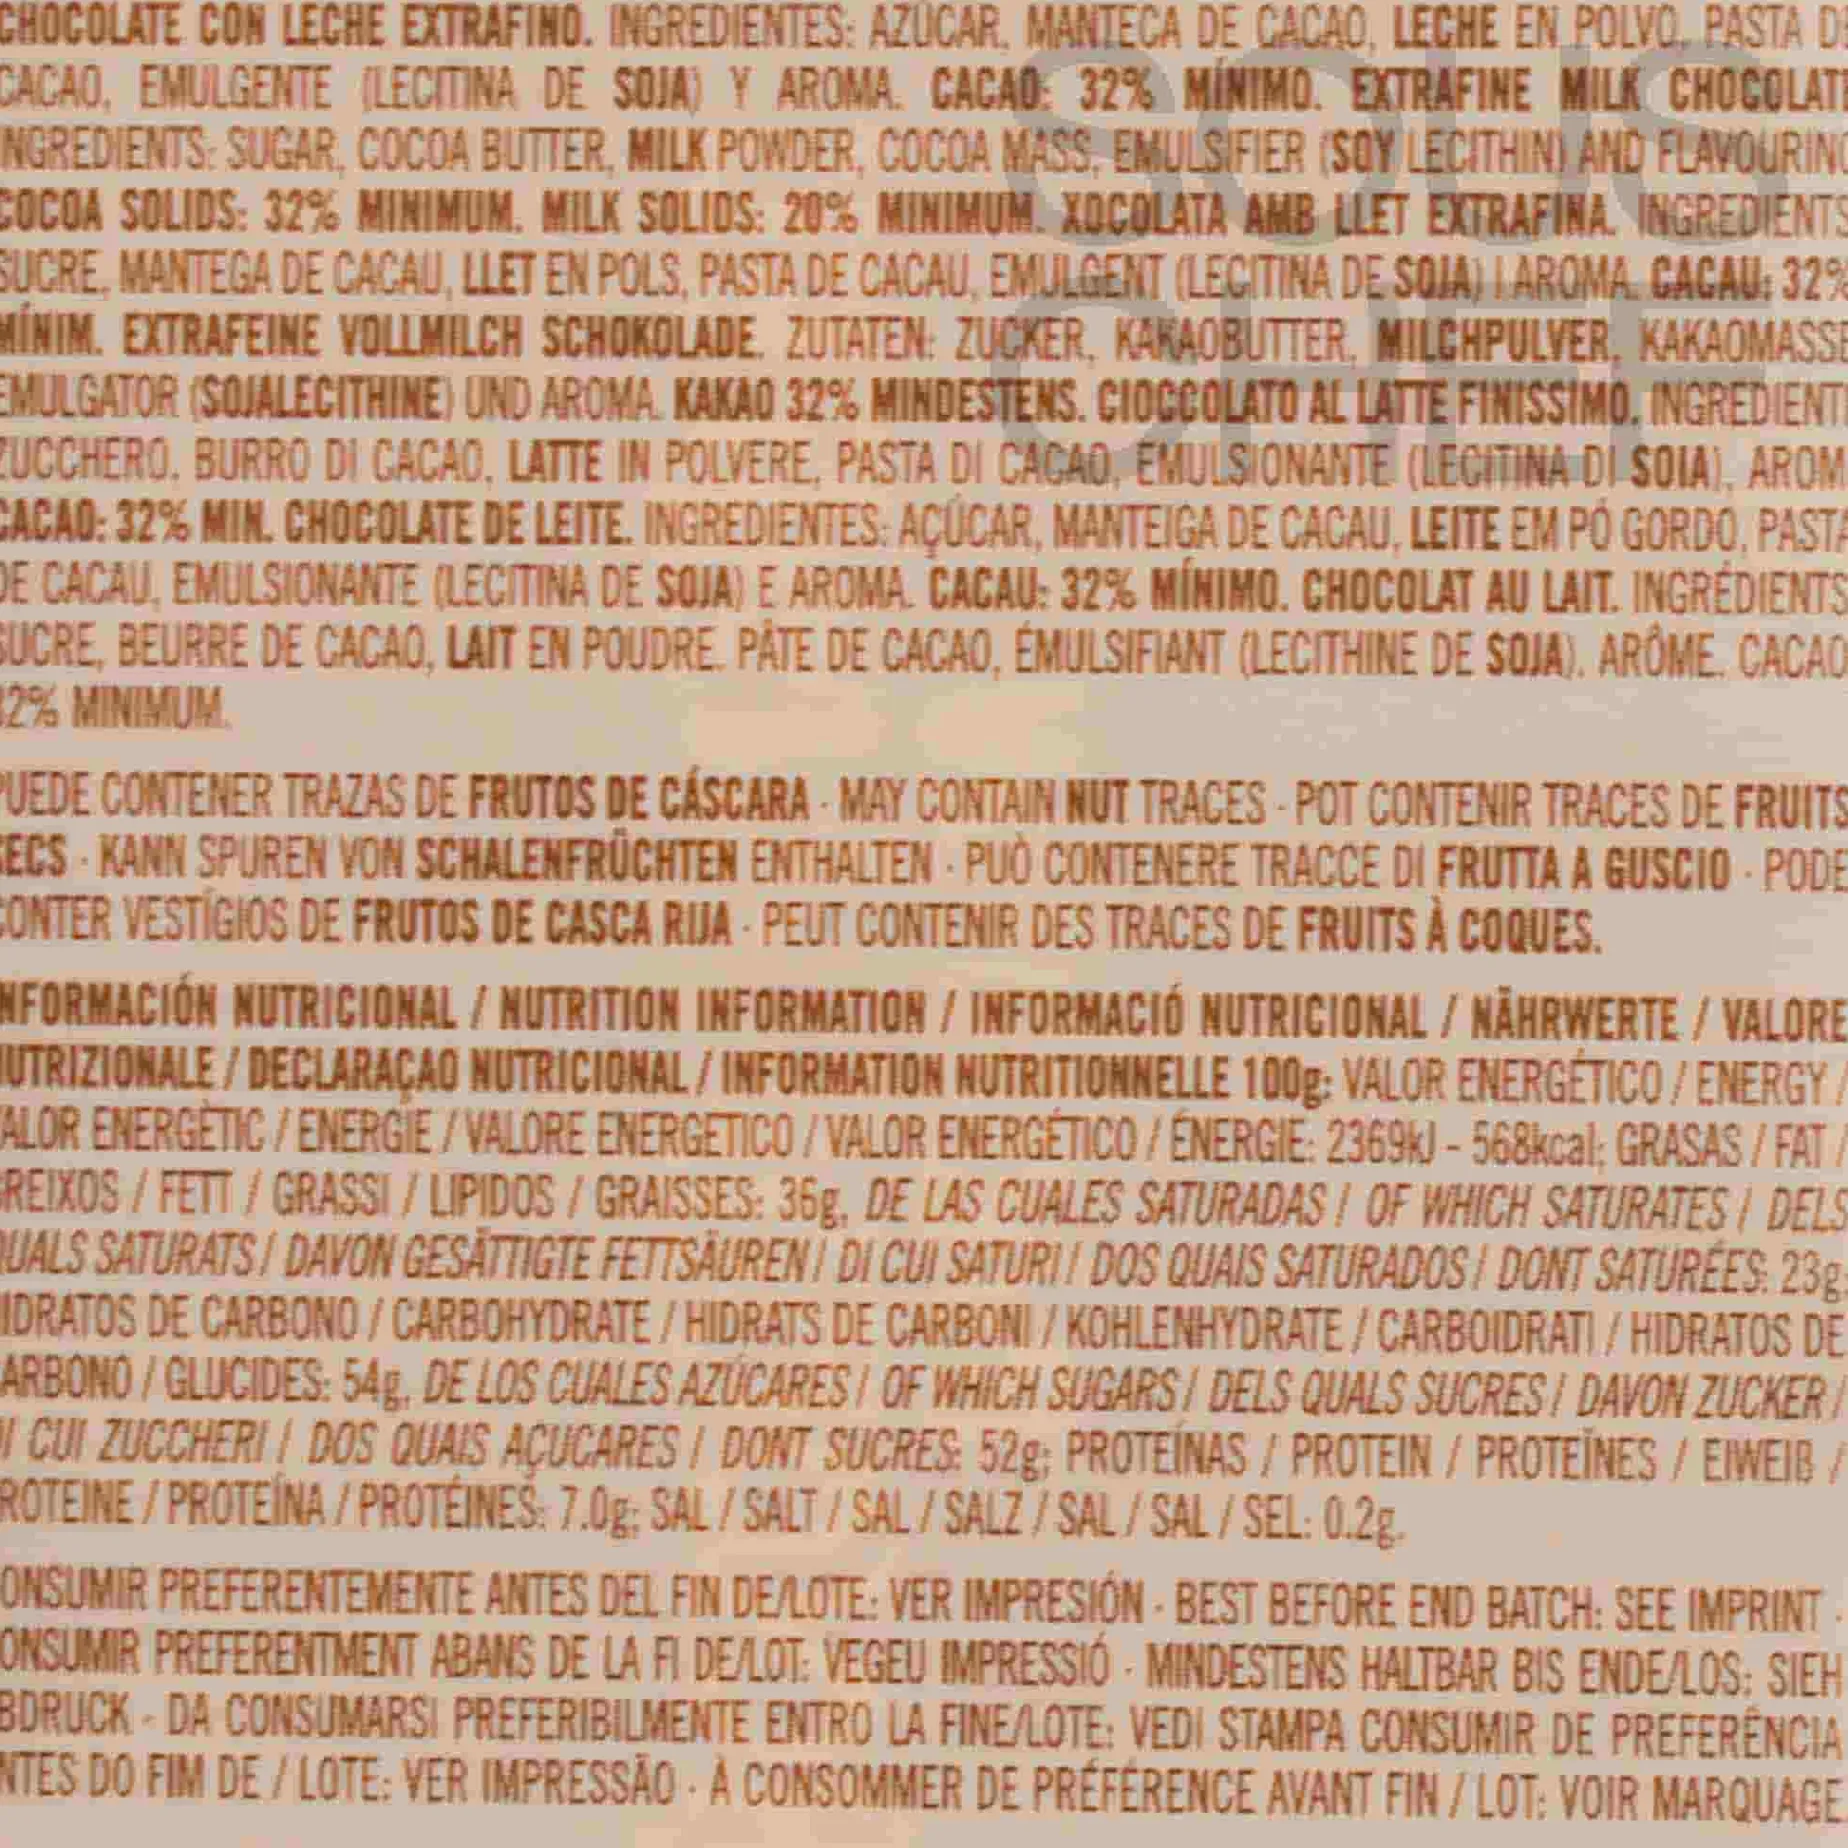 CHOCOLATE CON LECHE EXTRAFINO. INGREDIENTES: AZÚCAR, MANTECA DE CACAO, LECHE EN POLVO, PASTA DE
CACAO, EMULGENTE (LECITINA DE SOJA) Y AROMA. CACAO: 32% MÍNIMO. EXTRAFINE MILK CHOCOLATE
INGREDIENTS: SUGAR, COCOA BUTTER, MILK POWDER, COCOA MASS, EMULSIFIER (SOY LECITHIN) AND FLAVOURING
COCOA SOLIDS: 32% MINIMUM. MILK SOLIDS: 20% MINIMUM. XOCOLATA AMB LLET EXTRAFINA. INGREDIENTS
SUCRE, MANTEGA DE CACAU, LLET EN POLS, PASTA DE CACAU, EMULGENT (LECITINA DE SOJA) I AROMA. CACAU: 32%
MÍNIM. EXTRAFEINE VOLLMILCH SCHOKOLADE. ZUTATEN: ZUCKER, KAKAOBUTTER, MILCHPULVER, KAKAOMASSE
EMULGATOR (SOJALECITHINE) UND AROMA. KAKAO 32% MINDESTENS. CIOCCOLATO AL LATTE FINISSIMO. INGREDIENTI
ZUCCHERO. BURRO DI CACAO, LATTE IN POLVERE, PASTA DI CACAO, EMULSIONANTE (LECITINA DI SOIA), AROMI
CACAO: 32% MIN. CHOCOLATE DE LEITE. INGREDIENTES: AÇÚCAR, MANTEIGA DE CACAU, LEITE EM PÓ GORDO, PASTA
DE CACAU, EMULSIONANTE (LECITINA DE SOJA) E AROMA. CACAU: 32% MÍNIMO. CHOCOLAT AU LAIT. INGRÉDIENTS
SUCRE, BEURRE DE CACAO, LAIT EN POUDRE. PÂTE DE CACAO, ÉMULSIFIANT (LECITHINE DE SOJA). ARÔME. CACAO
32% MINIMUM.
PUEDE CONTENER TRAZAS DE FRUTOS DE CÁSCARA · MAY CONTAIN NUT TRACES · POT CONTENIR TRACES DE FRUITS
SECS · KANN SPUREN VON SCHALENFRÜCHTEN ENTHALTEN · PUÒ CONTENERE TRACCE DI FRUTTA A GUSCIO · PODE
CONTER VESTÍGIOS DE FRUTOS DE CASCA RIJA · PEUT CONTENIR DES TRACES DE FRUITS À COQUES.
INFORMACIÓN NUTRICIONAL / NUTRITION INFORMATION / INFORMACIÓ NUTRICIONAL / NÄHRWERTE / VALORE
NUTRIZIONALE / DECLARAÇAO NUTRICIONAL / INFORMATION NUTRITIONNELLE 100g: VALOR ENERGÉTICO / ENERGY /
VALOR ENERGÈTIC / ENERGIE / VALORE ENERGETICO / VALOR ENERGÉTICO / ÉNERGIE: 2369kJ - 568kcal; GRASAS / FAT /
GREIXOS / FETT / GRASSI / LIPIDOS / GRAISSES: 36g, DE LAS CUALES SATURADAS / OF WHICH SATURATES / DELS
QUALS SATURATS / DAVON GESÄTTIGTE FETTSÄUREN / DI CUI SATURI / DOS QUAIS SATURADOS / DONT SATURÉES: 23g;
HIDRATOS DE CARBONO / CARBOHYDRATE / HIDRATS DE CARBONI / KOHLENHYDRATE / CARBOIDRATI / HIDRATOS DE
CARBONO / GLUCIDES: 54g, DE LOS CUALES AZÚCARES / OF WHICH SUGARS / DELS QUALS SUCRES / DAVON ZUCKER /
DI CUI ZUCCHERI / DOS QUAIS AÇUCARES / DONT SUCRES: 52g; PROTEÍNAS / PROTEIN / PROTEÏNES / EIWEIß /
PROTEINE / PROTEÍNA / PROTÉINES: 7.0g; SAL / SALT / SAL / SALZ / SAL / SAL / SEL: 0.2g.
CONSUMIR PREFERENTEMENTE ANTES DEL FIN DE/LOTE: VER IMPRESIÓN · BEST BEFORE END BATCH: SEE IMPRINT ·
CONSUMIR PREFERENTMENT ABANS DE LA FI DE/LOT: VEGEU IMPRESSIÓ · MINDESTENS HALTBAR BIS ENDE/LOS: SIEH
ABDRUCK · DA CONSUMARSI PREFERIBILMENTE ENTRO LA FINE/LOTE: VEDI STAMPA CONSUMIR DE PREFERÊNCIA
ANTES DO FIM DE / LOTE: VER IMPRESSÃO · À CONSOMMER DE PRÉFÉRENCE AVANT FIN / LOT: VOIR MARQUAGE
SOUS
CHEF